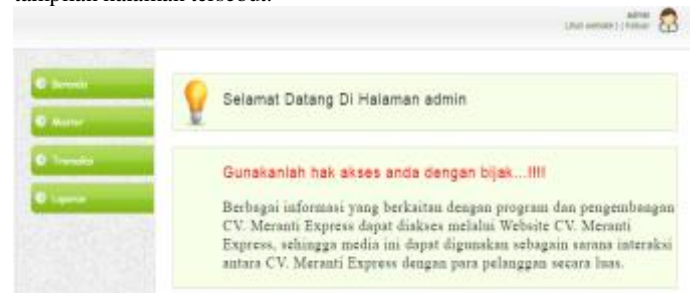 tampilan halaman tersebut.
admin
Lihat website | | Keluar
Beranda
Master
Transaksi
Laporan
Selamat Datang Di Halaman admin
Gunakanlah hak akses anda dengan bijak...!!!!
Berbagai informasi yang berkaitan dengan program dan pengembangan
CV. Meranti Express dapat diakses melalui Website CV. Meranti
Express, sehingga media ini dapat digunakan sebagain sarana interaksi
antara CV. Meranti Express dengan para pelanggan secara luas.